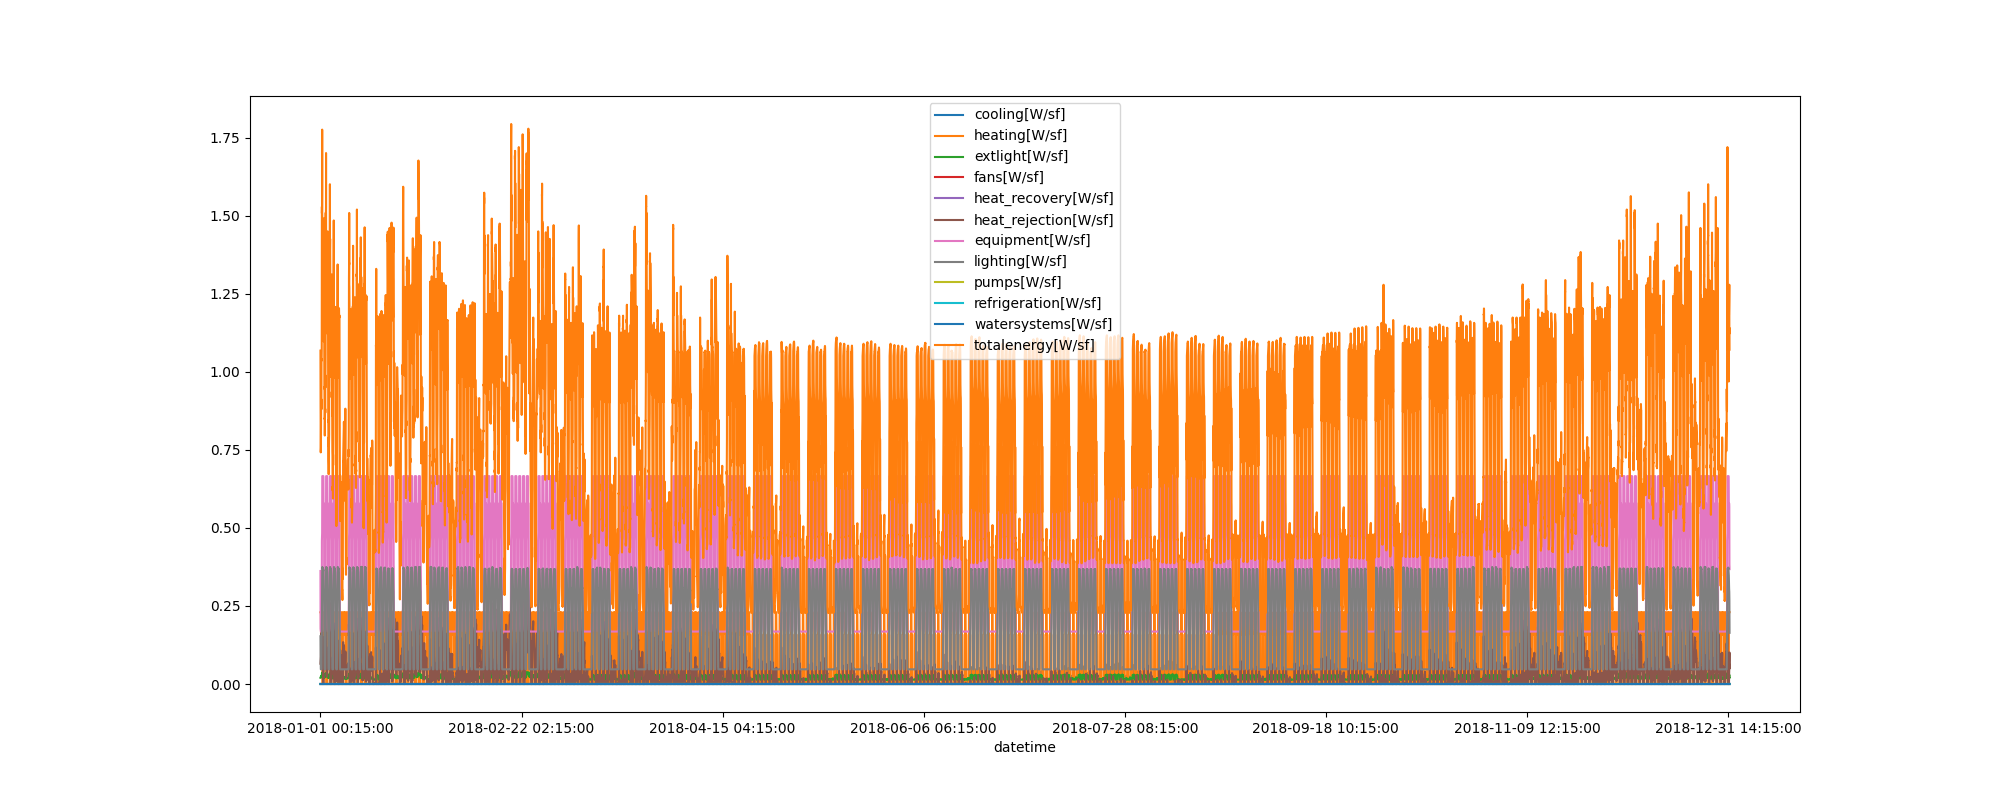 1.75
1.50
1.25
1.00
0.75
0.50
0.25
0.00
cooling[W/sf]
heating[W/sf]
extlight[W/sf]
fans[W/sf]
heat_recovery[W/sf]
heat_rejection[W/sf]
equipment[W/sf]
lighting[W/sf]
pumps[W/sf]
refrigeration[W/sf]
watersystems[W/sf]
totalenergy[W/sf]
2018-01-01 00:15:00 2018-02-22 02:15:00 2018-04-15 04:15:00 2018-06-06 06:15:00 2018-07-28 08:15:00 2018-09-18 10:15:00 2018-11-09 12:15:00 2018-12-31 14:15:00
datetime